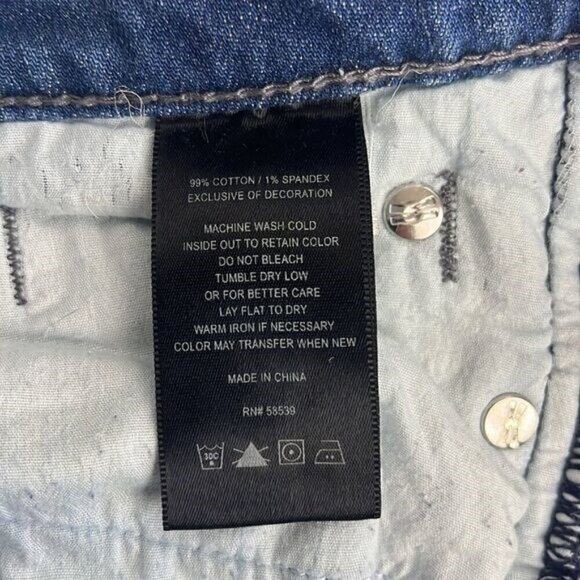 99% COTTON / 1% SPANDEX
EXCLUSIVE OF DECORATION
MACHINE WASH COLD
INSIDE OUT TO RETAIN COLOR
DO NOT BLEACH
TUMBLE DRY LOW
OR FOR BETTER CARE
LAY FLAT TO DRY
WARM IRON IF NECESSARY
COLOR MAY TRANSFER WHEN NEW
MADE IN CHINA
RN# 58539
30C